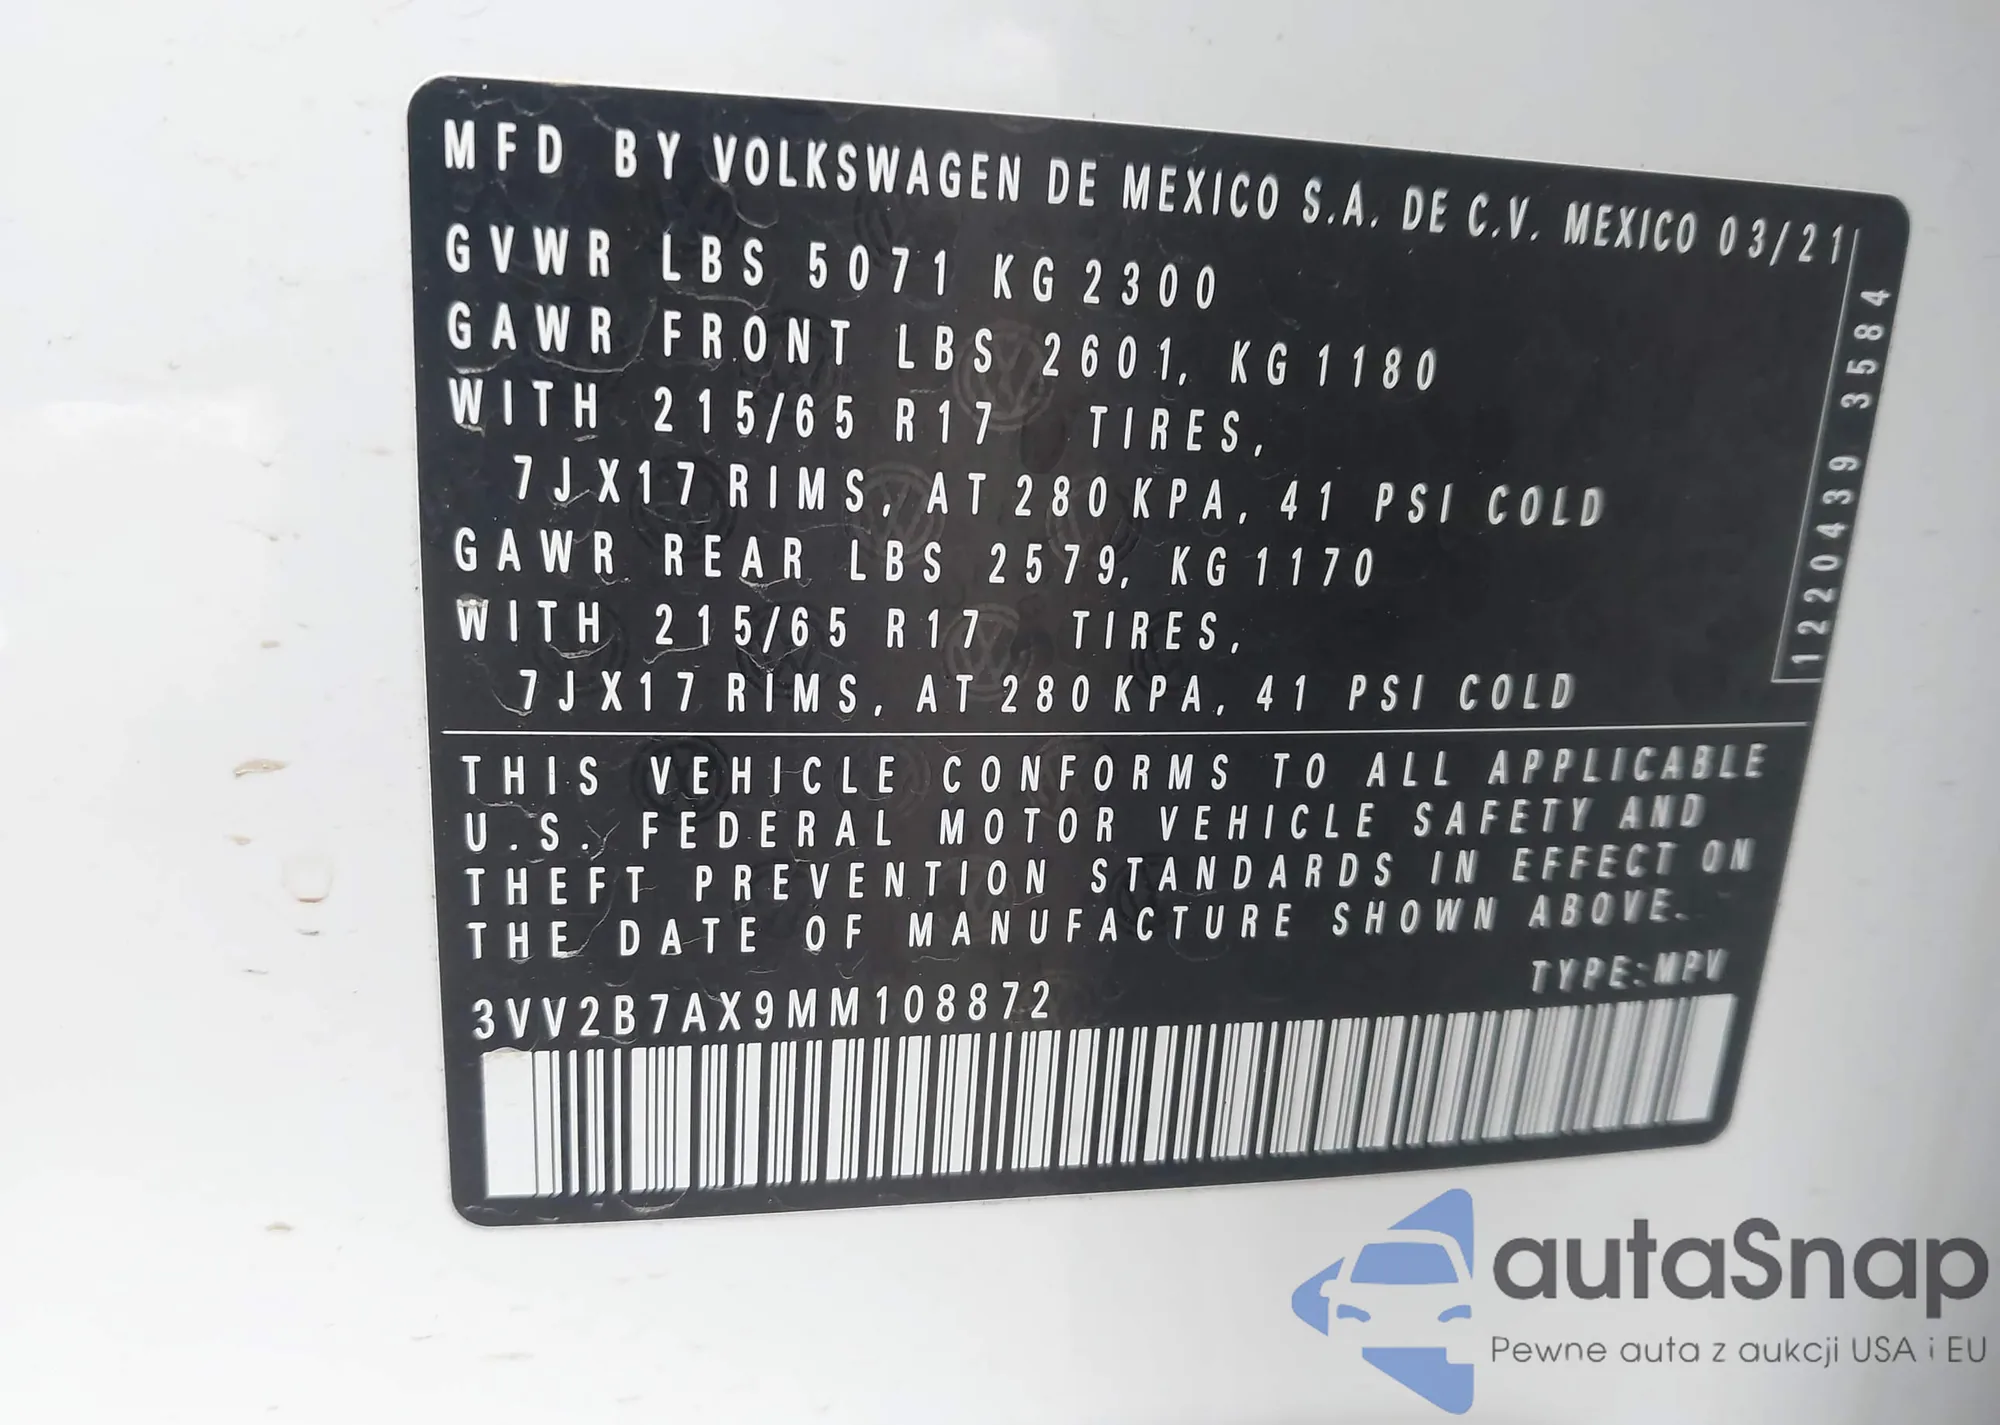 MFD BY VOLKSWAGEN DE MEXICO S.A. DE C.V. MEXICO 03/21
GVWR LBS 5071 KG 2300
GAWR FRONT LBS 2601, KG 1180
WITH 215/65 R17 TIRES,
7JX17 RIMS, AT 280 KPA, 41 PSI COLD
GAWR REAR LBS 2579, KG 1170
WITH 215/65 R17 TIRES,
7JX17 RIMS, AT 280 KPA, 41 PSI COLD
1220439 3584
THIS VEHICLE CONFORMS TO ALL APPLICABLE
U.S. FEDERAL MOTOR VEHICLE SAFETY AND
THEFT PREVENTION STANDARDS IN EFFECT ON
THE DATE OF MANUFACTURE SHOWN ABOVE.
TYPE:MPV
3VV2B7AX9MM108872
autaSnap
Pewne auta z aukcji USA i EU